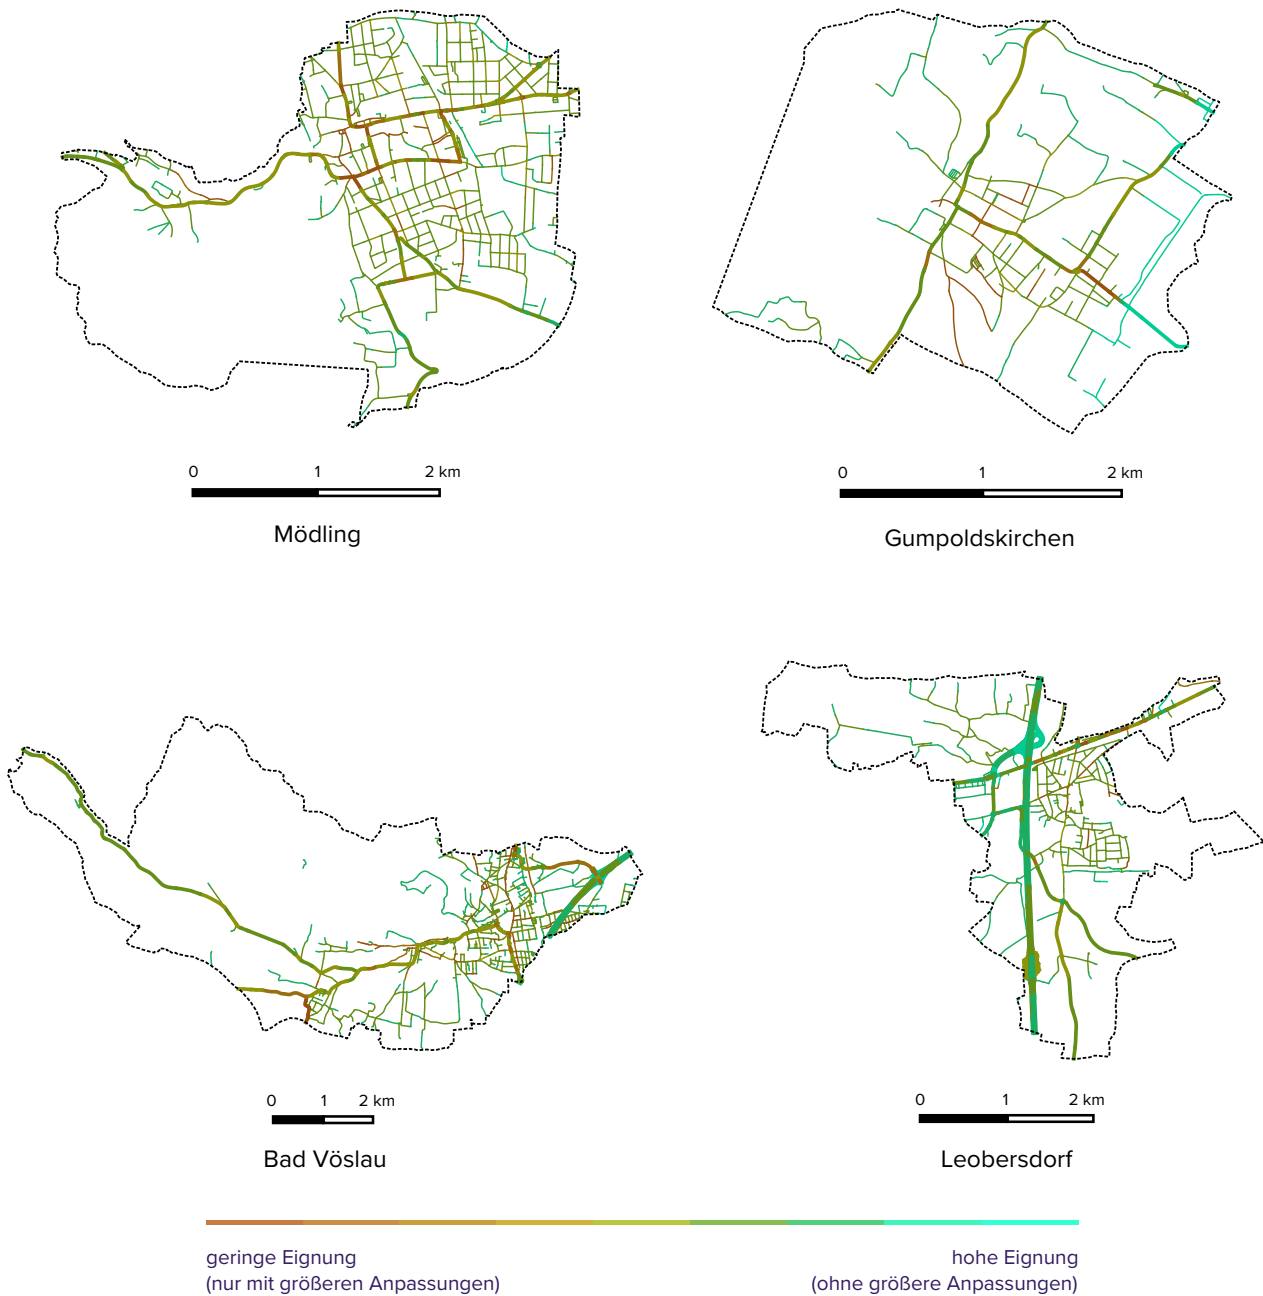 0 1 2 km
Mödling
0 1 2 km
Gumpoldskirchen
0 1 2 km
Bad Vöslau
0 1 2 km
Leobersdorf
geringe Eignung
(nur mit größeren Anpassungen)
hohe Eignung
(ohne größere Anpassungen)